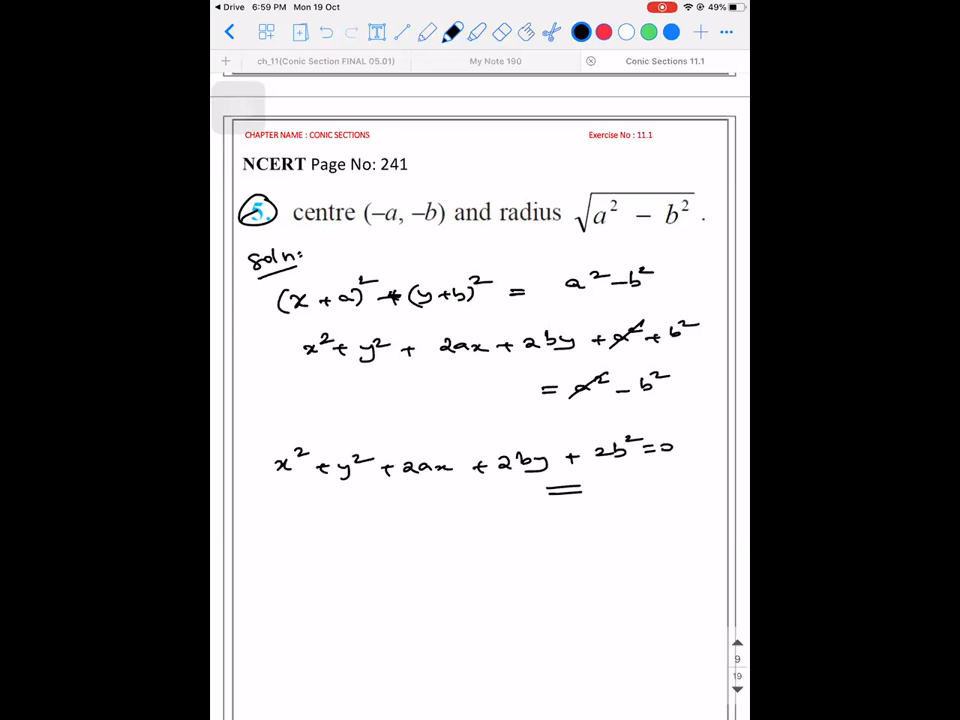 Drive 6:59 PM Mon 19 Oct 49%
ch_11(Conic Section FINAL 05.01) My Note 190 Conic Sections 11.1
CHAPTER NAME : CONIC SECTIONS Exercise No : 11.1
NCERT Page No: 241
5. centre (–a, –b) and radius √(a² – b²) .
Soln:
(x + a)² + (y+b)² = a² – b²
x² + y² + 2ax + 2by + a² + b²
= a² – b²
x² + y² + 2ax + 2by + 2b² = 0
9
19